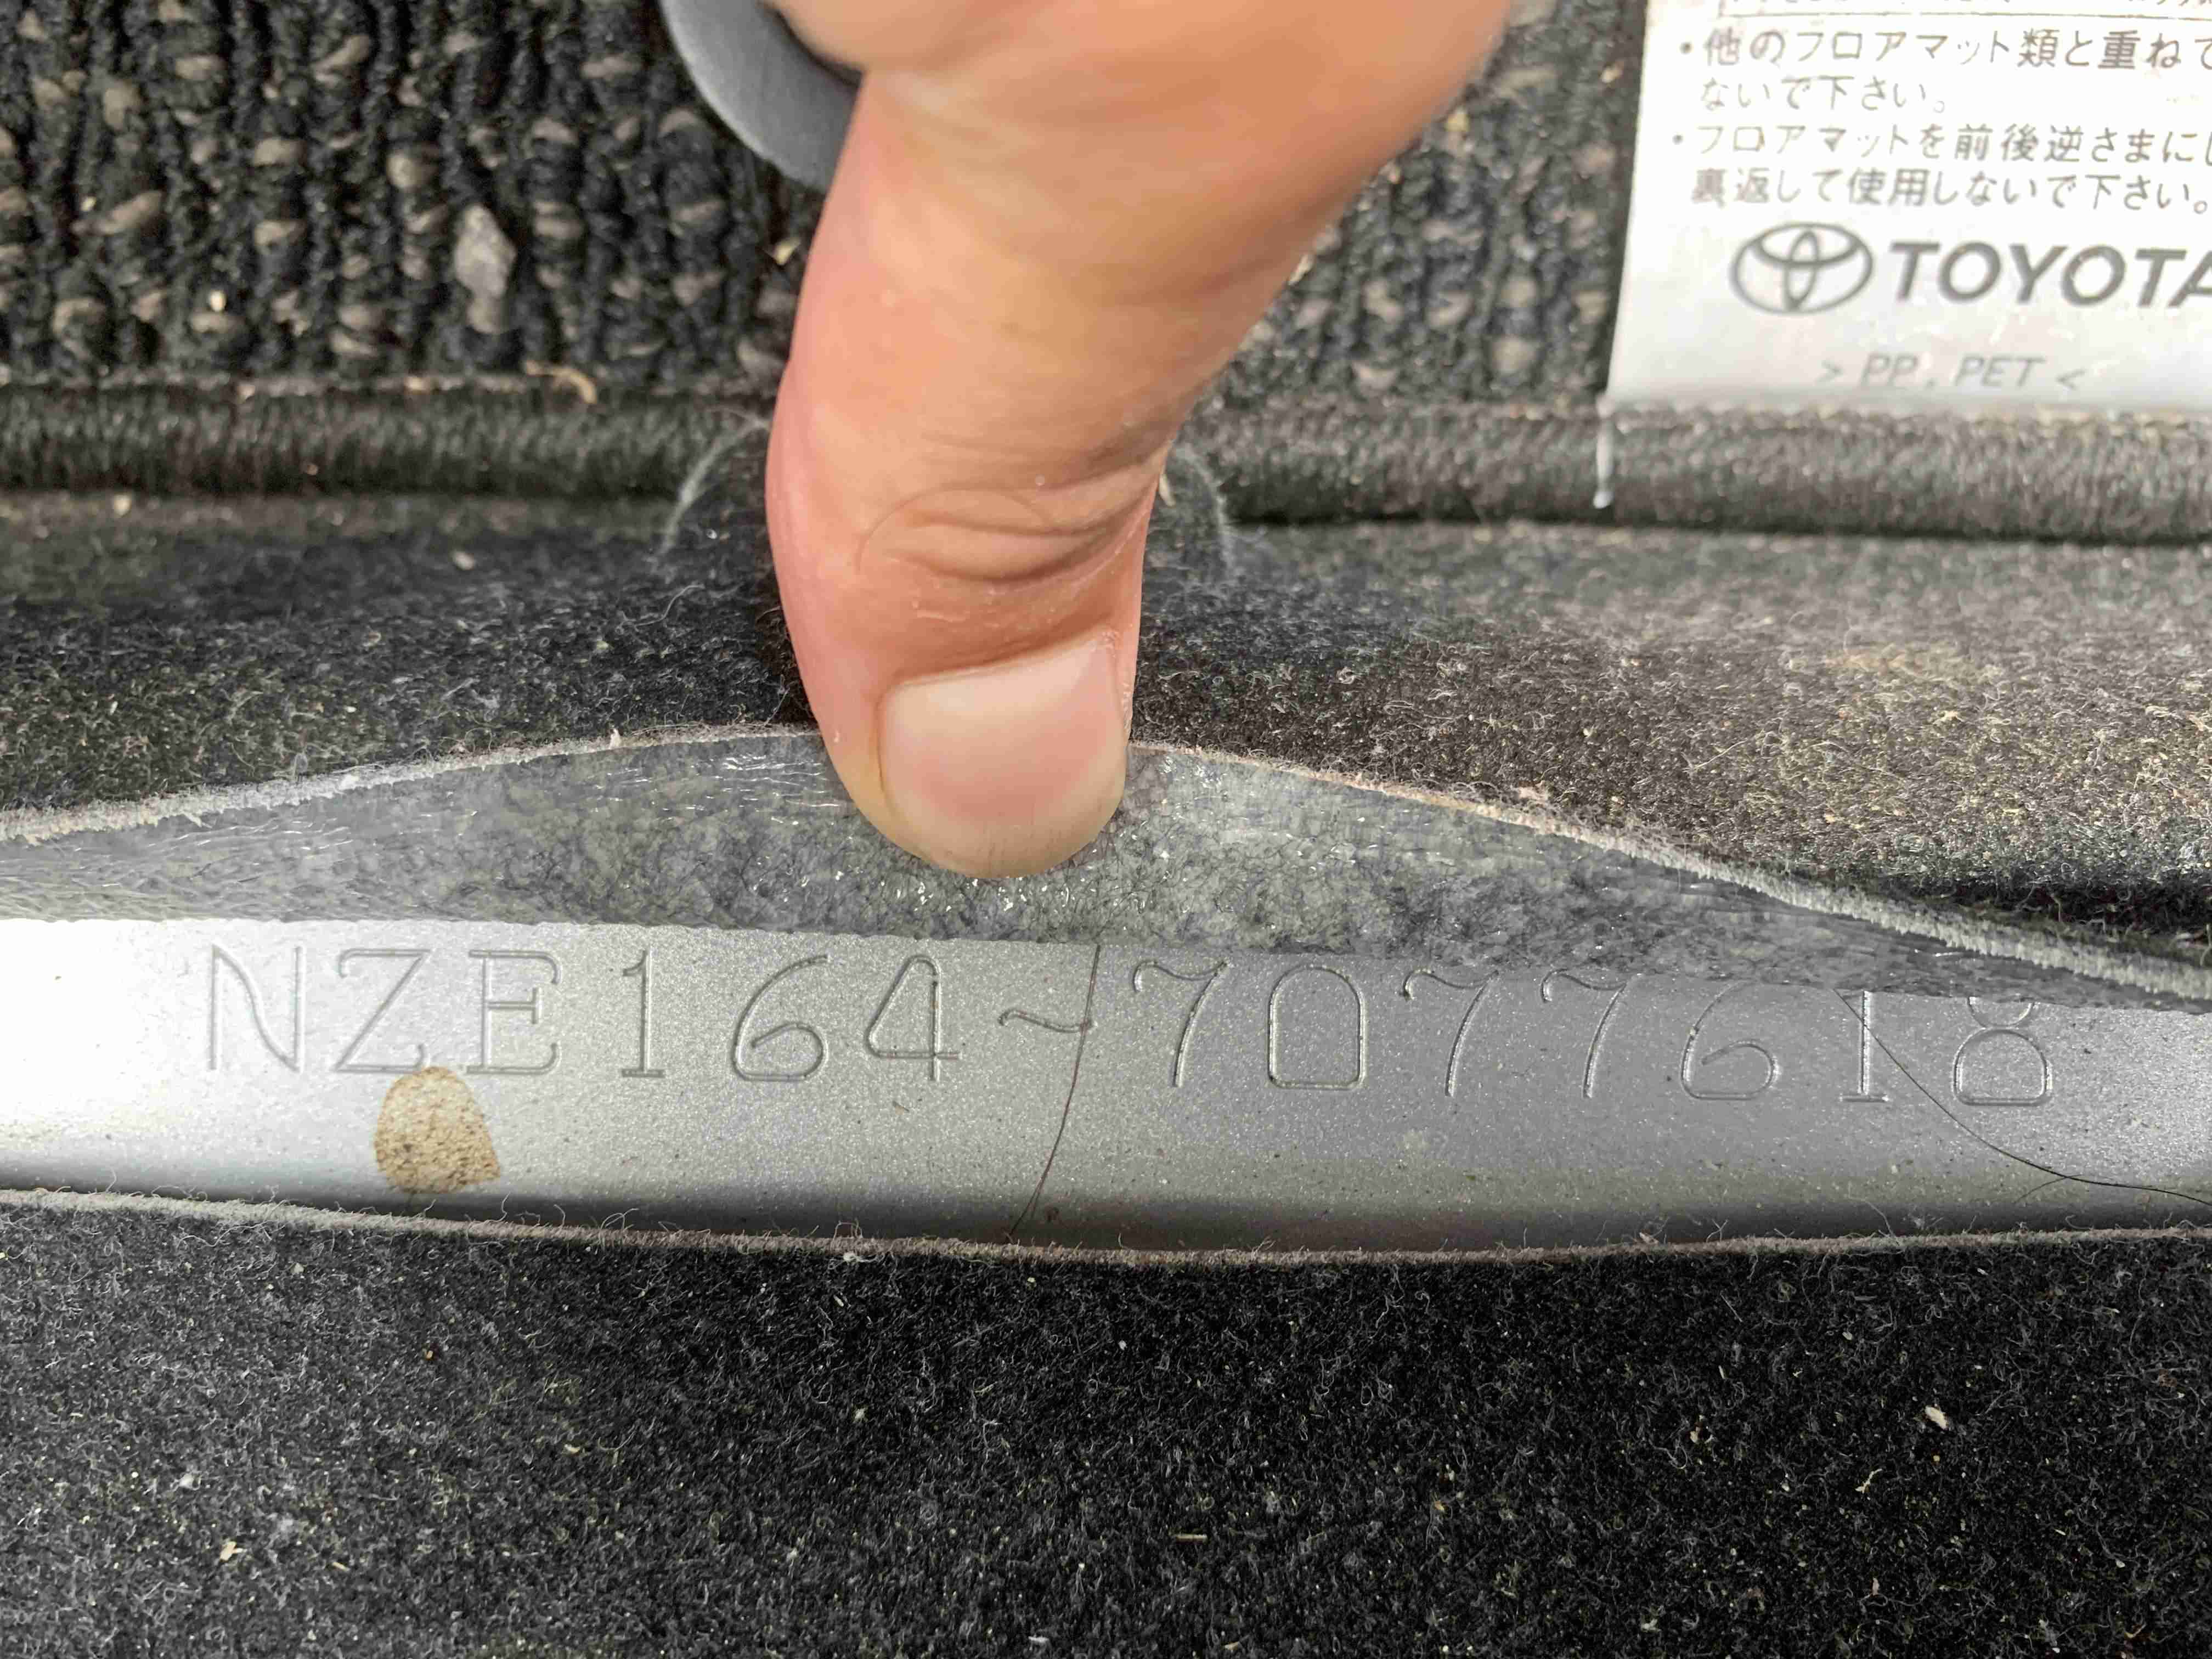 ・他のフロアマット類と重ねて
ないで下さい。
・フロアマットを前後逆さまに
裏返して使用しないで下さい。
TOYOTA
> PP , PET <
NZE164~7077618